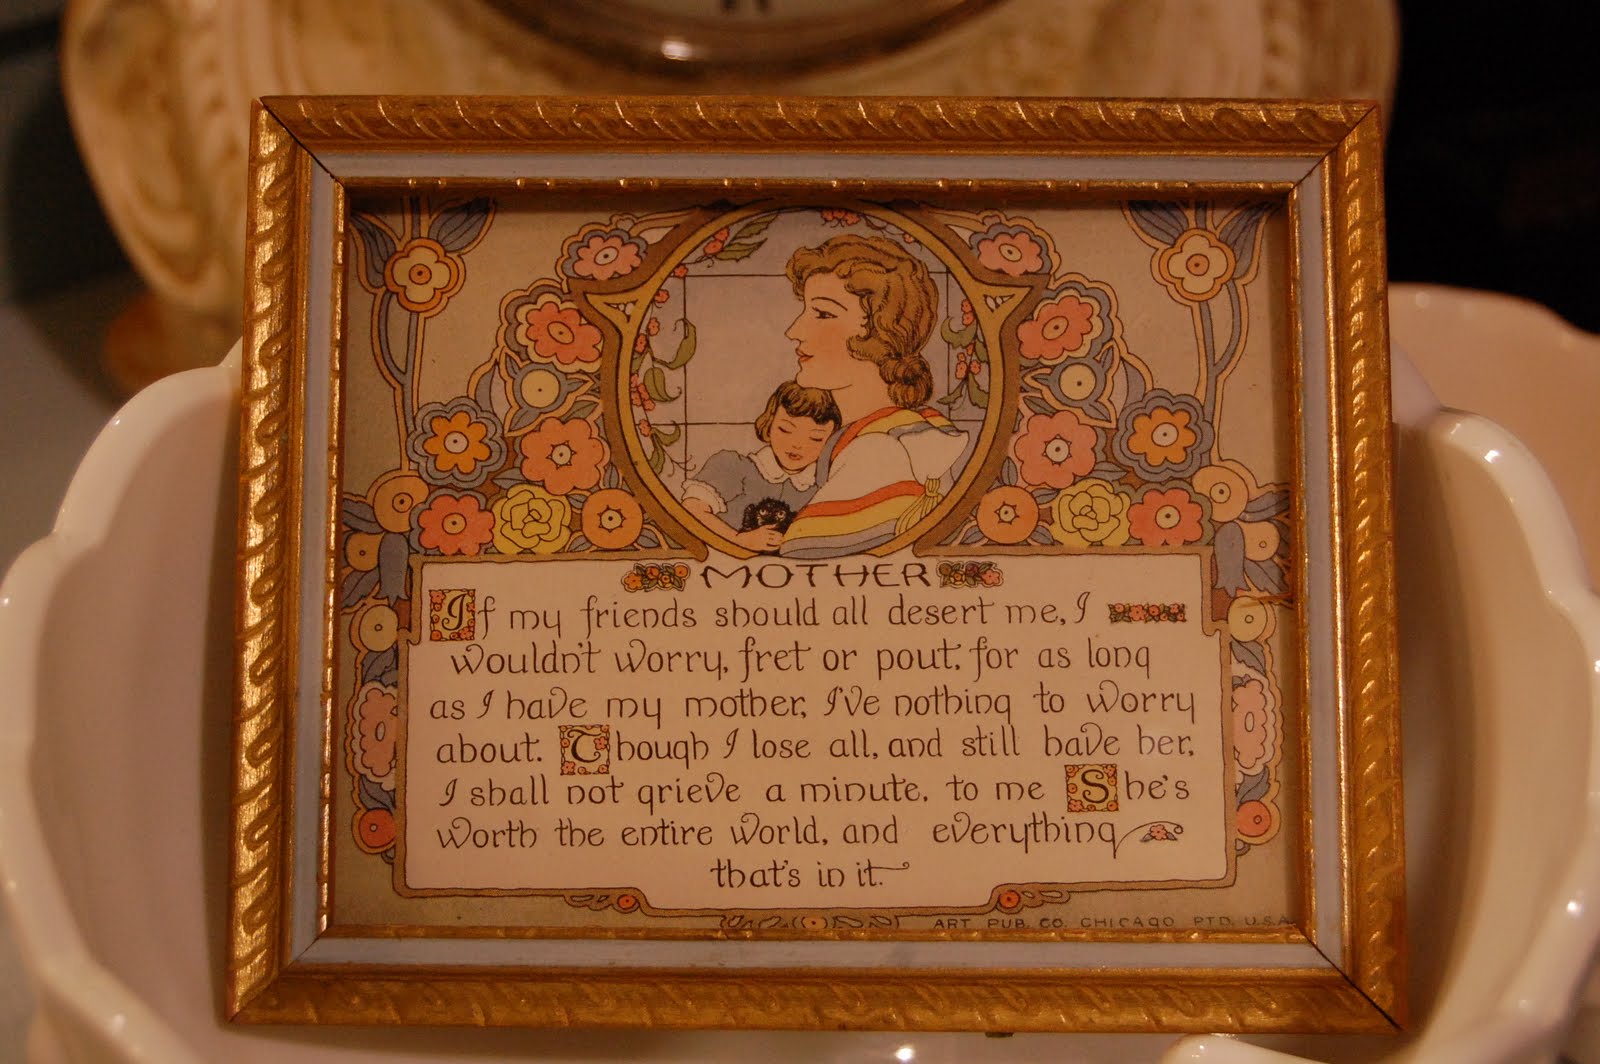 MOTHER
If my friends should all desert me, I
wouldn't worry, fret or pout, for as long
as I have my mother, I've nothing to worry
about. Though I lose all, and still have her,
I shall not grieve a minute, to me She's
worth the entire world, and everything
that's in it.
ART PUB. CO. CHICAGO PTD. U.S.A.